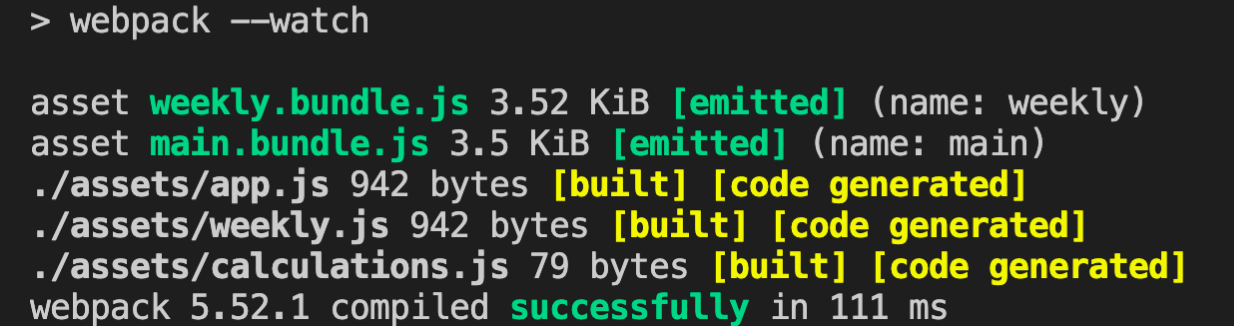 > webpack --watch
asset weekly.bundle.js 3.52 KiB [emitted] (name: weekly)
asset main.bundle.js 3.5 KiB [emitted] (name: main)
./assets/app.js 942 bytes [built] [code generated]
./assets/weekly.js 942 bytes [built] [code generated]
./assets/calculations.js 79 bytes [built] [code generated]
webpack 5.52.1 compiled successfully in 111 ms